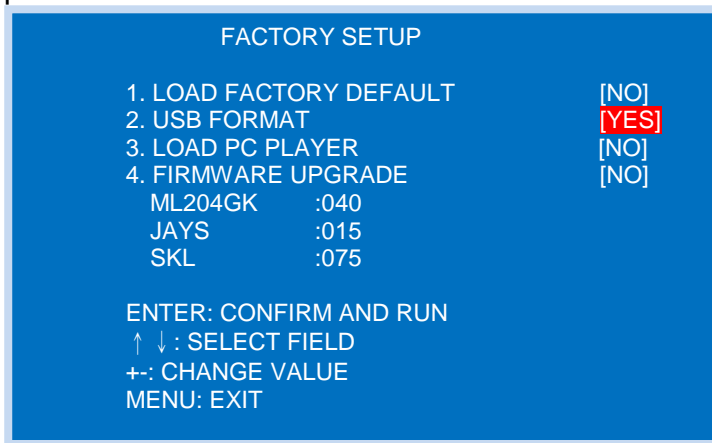 FACTORY SETUP
1. LOAD FACTORY DEFAULT [NO]
2. USB FORMAT [YES]
3. LOAD PC PLAYER [NO]
4. FIRMWARE UPGRADE [NO]
ML204GK :040
JAYS :015
SKL :075
ENTER: CONFIRM AND RUN
↑ ↓ : SELECT FIELD
+-: CHANGE VALUE
MENU: EXIT